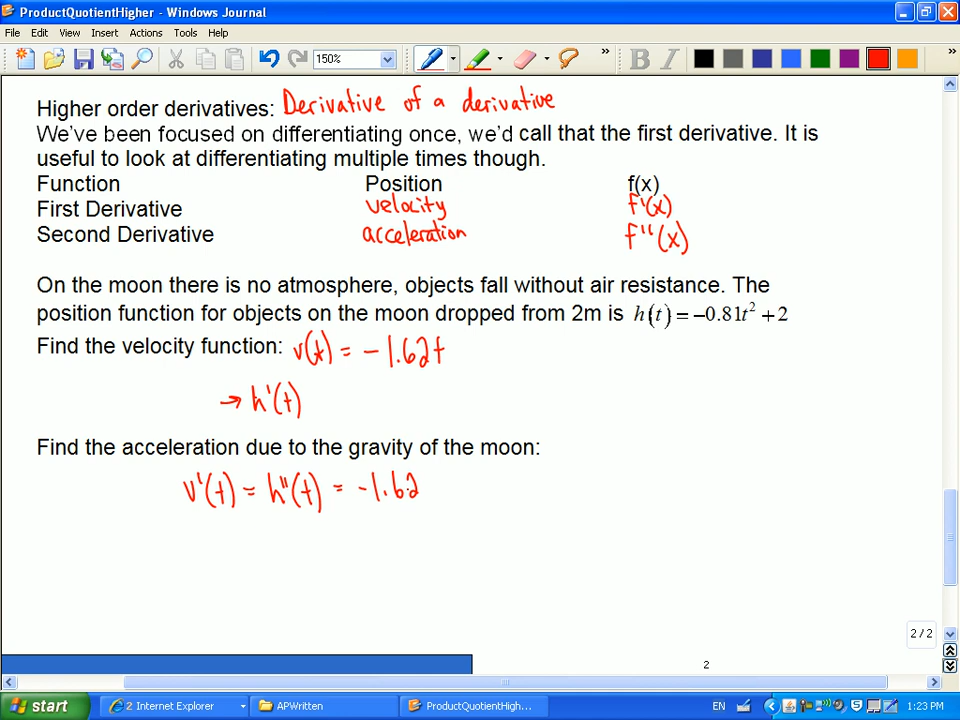 ProductQuotientHigher - Windows Journal
File Edit View Insert Actions Tools Help
150% B I
Higher order derivatives: Derivative of a derivative
We've been focused on differentiating once, we'd call that the first derivative. It is
useful to look at differentiating multiple times though.
Function Position f(x)
First Derivative velocity f'(x)
Second Derivative acceleration f''(x)
On the moon there is no atmosphere, objects fall without air resistance. The
position function for objects on the moon dropped from 2m is h(t) = −0.81t² + 2
Find the velocity function: v(t) = −1.62t
→ h'(t)
Find the acceleration due to the gravity of the moon:
v'(t) = h''(t) = −1.62
2 / 2
2
start 2 Internet Explorer APWritten ProductQuotientHigh... EN 1:23 PM